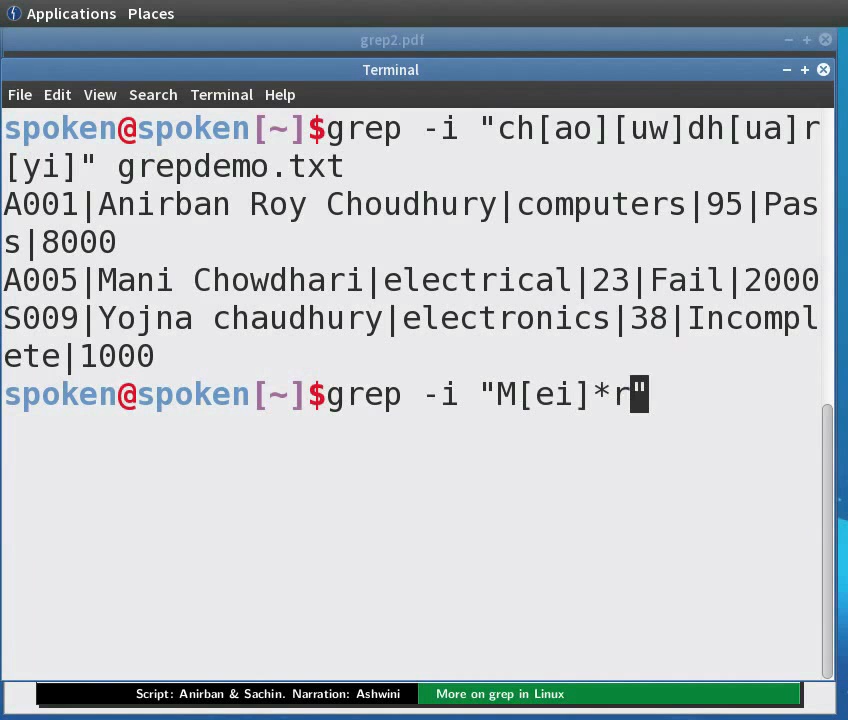 Applications Places
grep2.pdf
Terminal
File Edit View Search Terminal Help
spoken@spoken[~]$grep -i "ch[ao][uw]dh[ua]r
[yi]" grepdemo.txt
A001|Anirban Roy Choudhury|computers|95|Pas
s|8000
A005|Mani Chowdhari|electrical|23|Fail|2000
S009|Yojna chaudhury|electronics|38|Incompl
ete|1000
spoken@spoken[~]$grep -i "M[ei]*r"
Script: Anirban & Sachin. Narration: Ashwini More on grep in Linux